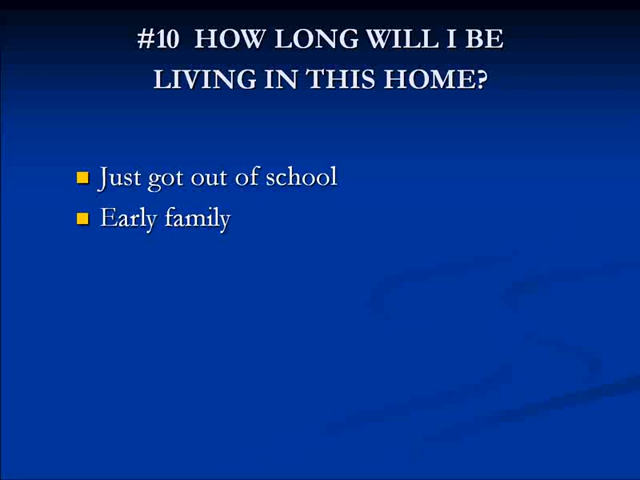 #10 HOW LONG WILL I BE
LIVING IN THIS HOME?
Just got out of school
Early family